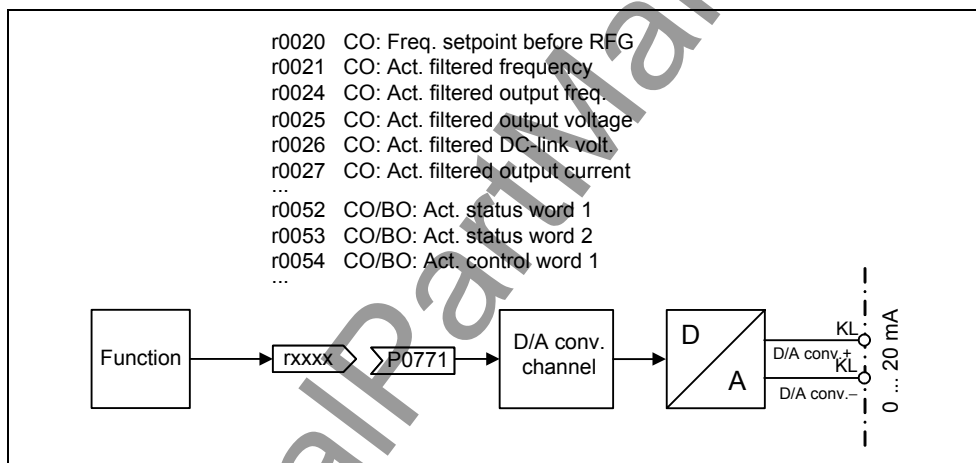 r0020 CO: Freq. setpoint before RFG
r0021 CO: Act. filtered frequency
r0024 CO: Act. filtered output freq.
r0025 CO: Act. filtered output voltage
r0026 CO: Act. filtered DC-link volt.
r0027 CO: Act. filtered output current
...
r0052 CO/BO: Act. status word 1
r0053 CO/BO: Act. status word 2
r0054 CO/BO: Act. control word 1
...
Function
rxxxx
P0771
D/A conv.
channel
D
A
KL
D/A conv.+
KL
D/A conv.−
0 ... 20 mA
alPartMa